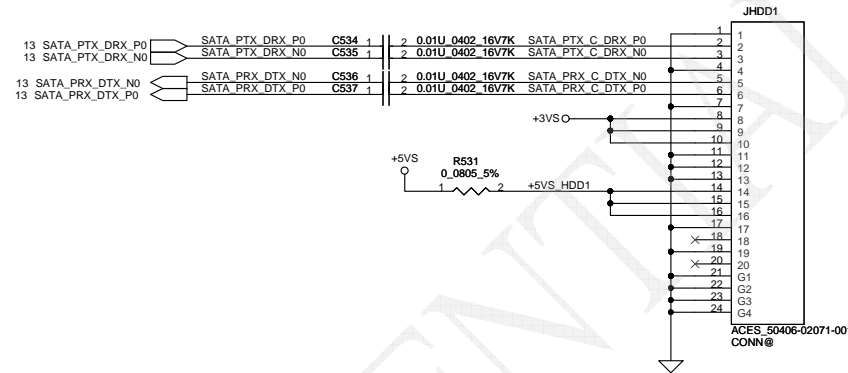 JHDD1
13 SATA_PTX_DRX_P0 SATA_PTX_DRX_P0 C534 1 2 0.01U_0402_16V7K SATA_PTX_C_DRX_P0
13 SATA_PTX_DRX_N0 SATA_PTX_DRX_N0 C535 1 2 0.01U_0402_16V7K SATA_PTX_C_DRX_N0
13 SATA_PRX_DTX_N0 SATA_PRX_DTX_N0 C536 1 2 0.01U_0402_16V7K SATA_PRX_C_DTX_N0
13 SATA_PRX_DTX_P0 SATA_PRX_DTX_P0 C537 1 2 0.01U_0402_16V7K SATA_PRX_C_DTX_P0
+3VS
+5VS
R531
0_0805_5%
1 2 +5VS_HDD1
1 1
2 2
3 3
4 4
5 5
6 6
7 7
8 8
9 9
10 10
11 11
12 12
13 13
14 14
15 15
16 16
17 17
18 18
19 19
20 20
21 G1
22 G2
23 G3
24 G4
ACES_50406-02071-001
CONN@